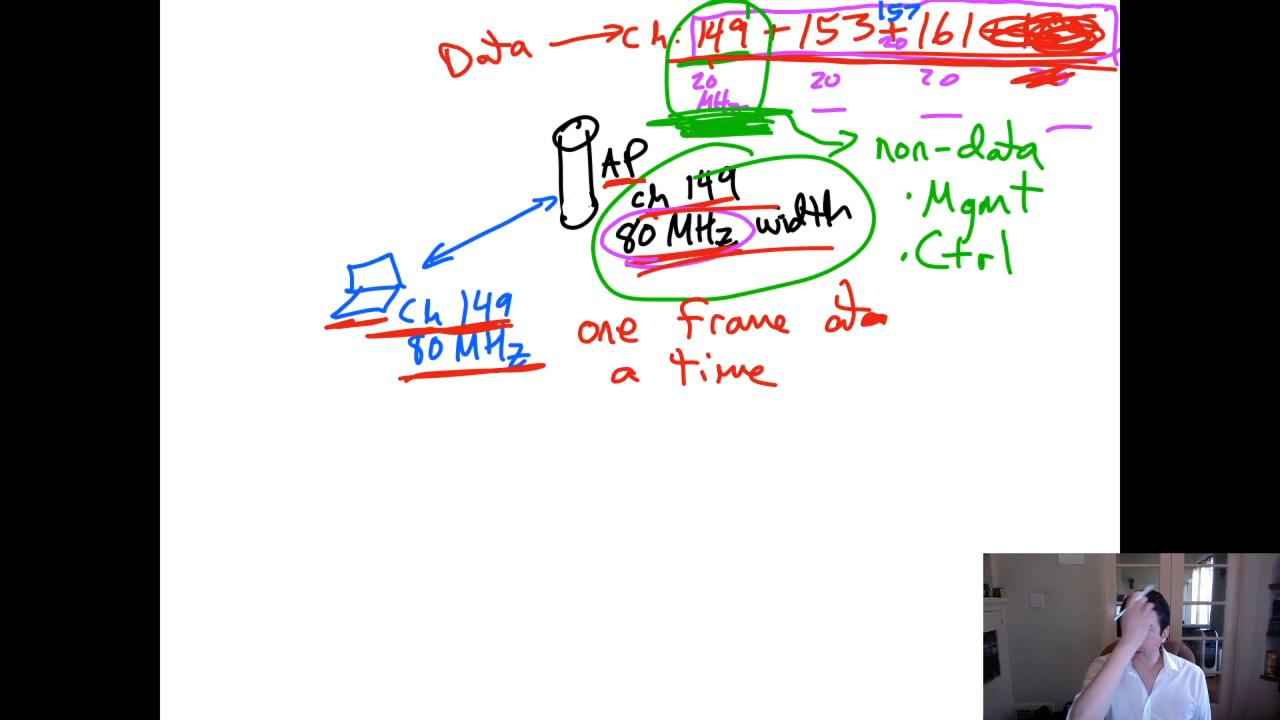 157
Data → ch. 149 + 153 + 161
20 20 20 20
MHz
AP
non-data
ch 149
• Mgmt
80 MHz width
• Ctrl
ch 149
80 MHz
one frame at
a time